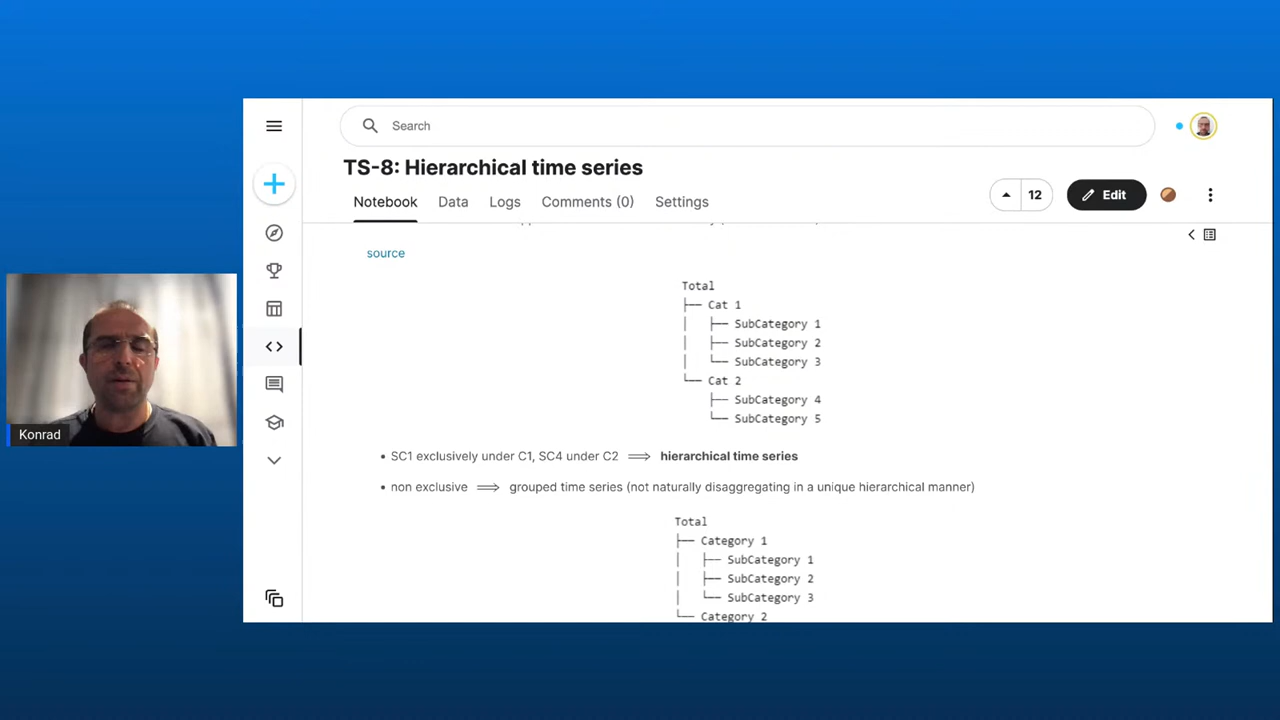 Search
TS-8: Hierarchical time series
Notebook Data Logs Comments (0) Settings
12
Edit
source
Total
├── Cat 1
│   ├── SubCategory 1
│   ├── SubCategory 2
│   └── SubCategory 3
└── Cat 2
    ├── SubCategory 4
    └── SubCategory 5
• SC1 exclusively under C1, SC4 under C2 ⟹ hierarchical time series
• non exclusive ⟹ grouped time series (not naturally disaggregating in a unique hierarchical manner)
Total
├── Category 1
│   ├── SubCategory 1
│   ├── SubCategory 2
│   └── SubCategory 3
└── Category 2
Konrad